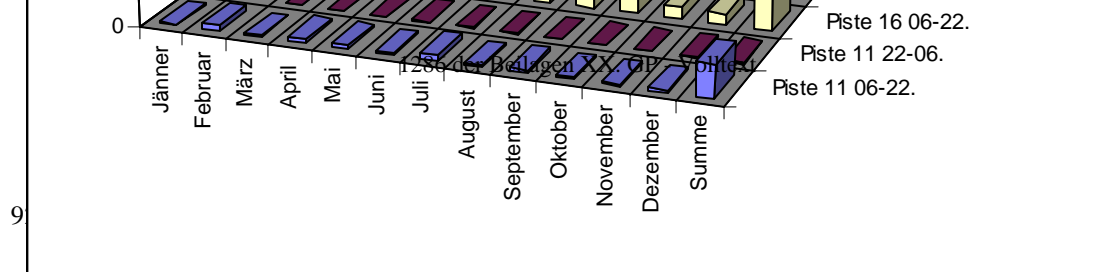 0
Piste 16 06-22.
Piste 11 22-06.
Piste 11 06-22.
1286 der Beilagen XX. GP - Volltext
Jänner
Februar
März
April
Mai
Juni
Juli
August
September
Oktober
November
Dezember
Summe